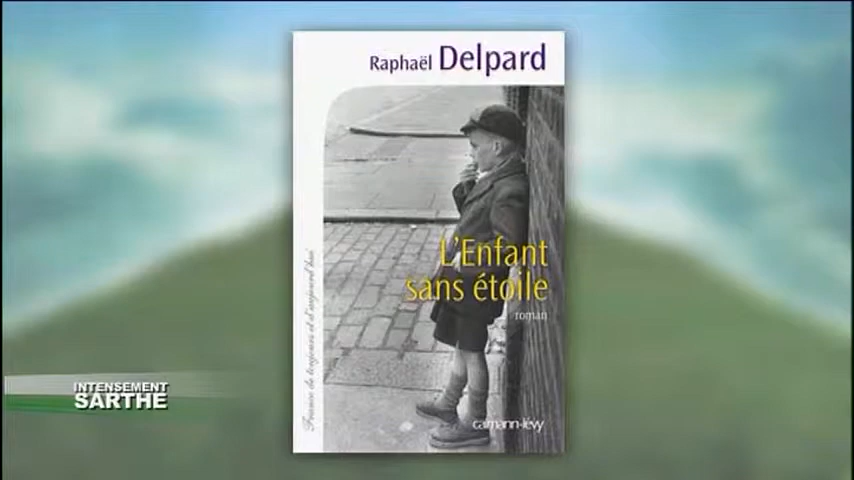 Raphaël Delpard
L'Enfant
sans étoile
roman
France de toujours et d'aujourd'hui
calmann-lévy
INTENSEMENT
SARTHE